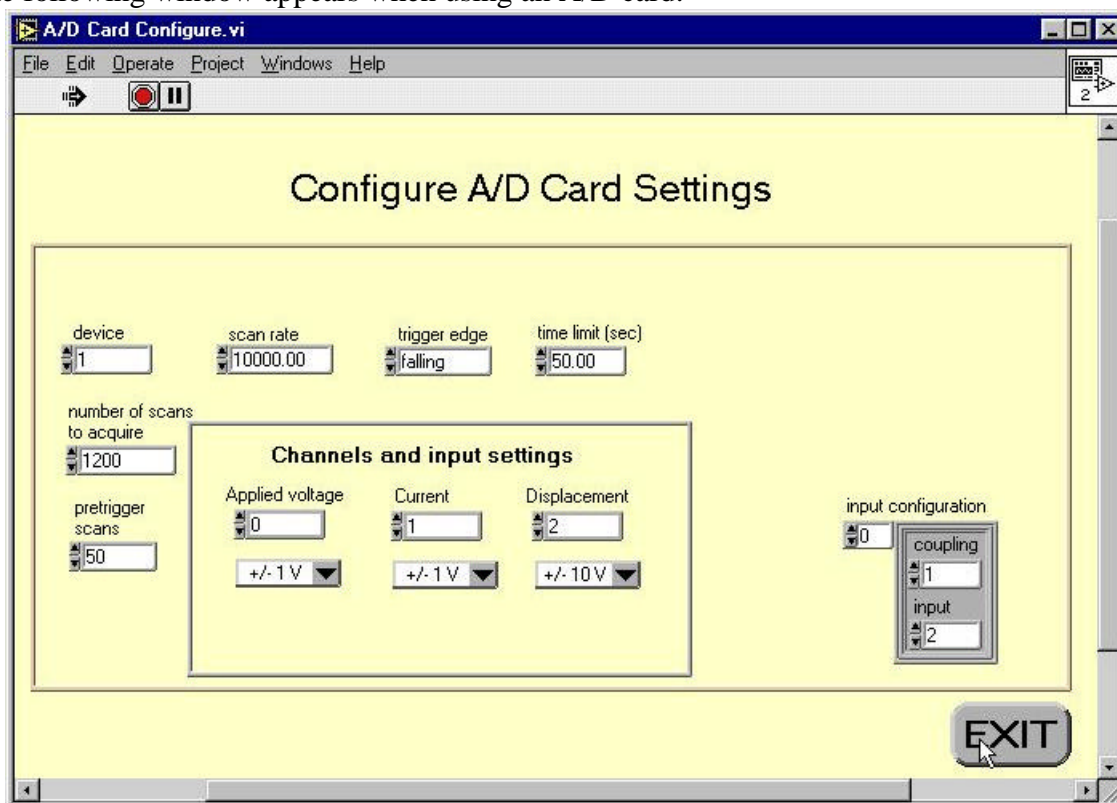 A/D Card Configure.vi
File Edit Operate Project Windows Help
2
Configure A/D Card Settings
device scan rate trigger edge time limit (sec)
1 10000.00 falling 50.00
number of scans
to acquire
1200
pretrigger
scans
50
Channels and input settings
Applied voltage Current Displacement
0 1 2
+/- 1 V +/- 1 V +/- 10 V
input configuration
0
coupling
1
input
2
EXIT